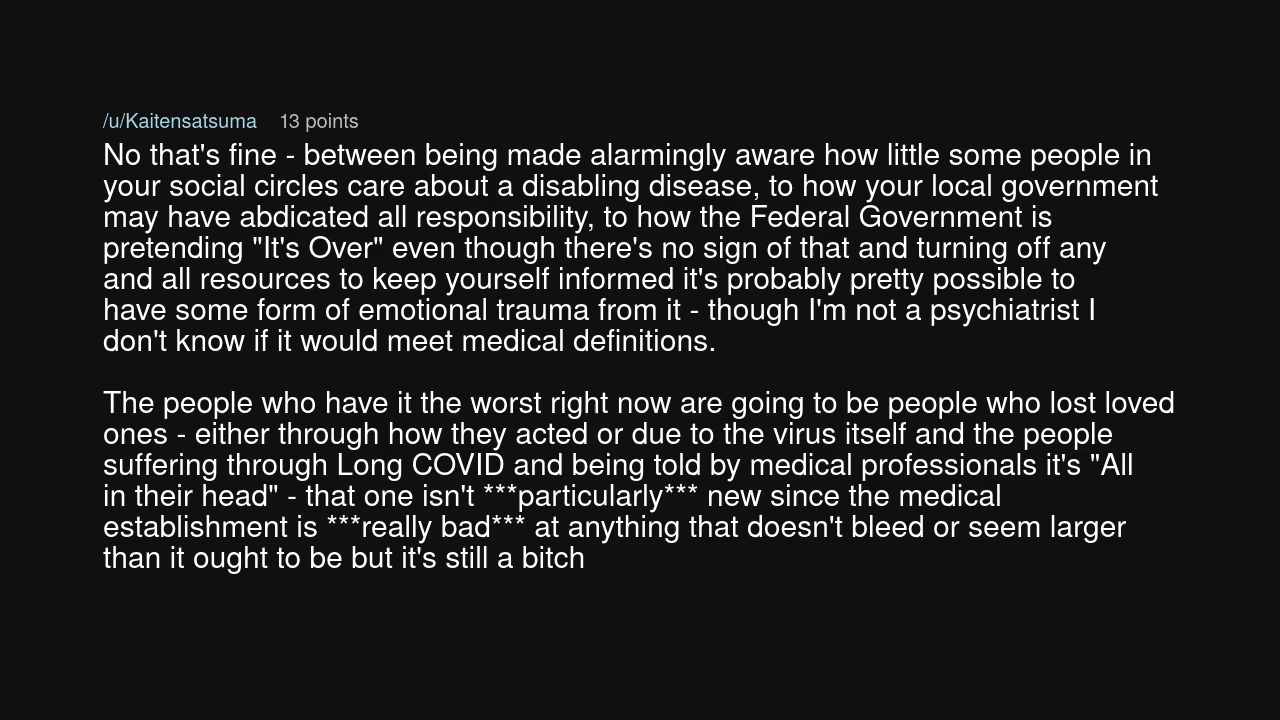 /u/Kaitensatsuma 13 points
No that's fine - between being made alarmingly aware how little some people in
your social circles care about a disabling disease, to how your local government
may have abdicated all responsibility, to how the Federal Government is
pretending "It's Over" even though there's no sign of that and turning off any
and all resources to keep yourself informed it's probably pretty possible to
have some form of emotional trauma from it - though I'm not a psychiatrist I
don't know if it would meet medical definitions.
The people who have it the worst right now are going to be people who lost loved
ones - either through how they acted or due to the virus itself and the people
suffering through Long COVID and being told by medical professionals it's "All
in their head" - that one isn't ***particularly*** new since the medical
establishment is ***really bad*** at anything that doesn't bleed or seem larger
than it ought to be but it's still a bitch